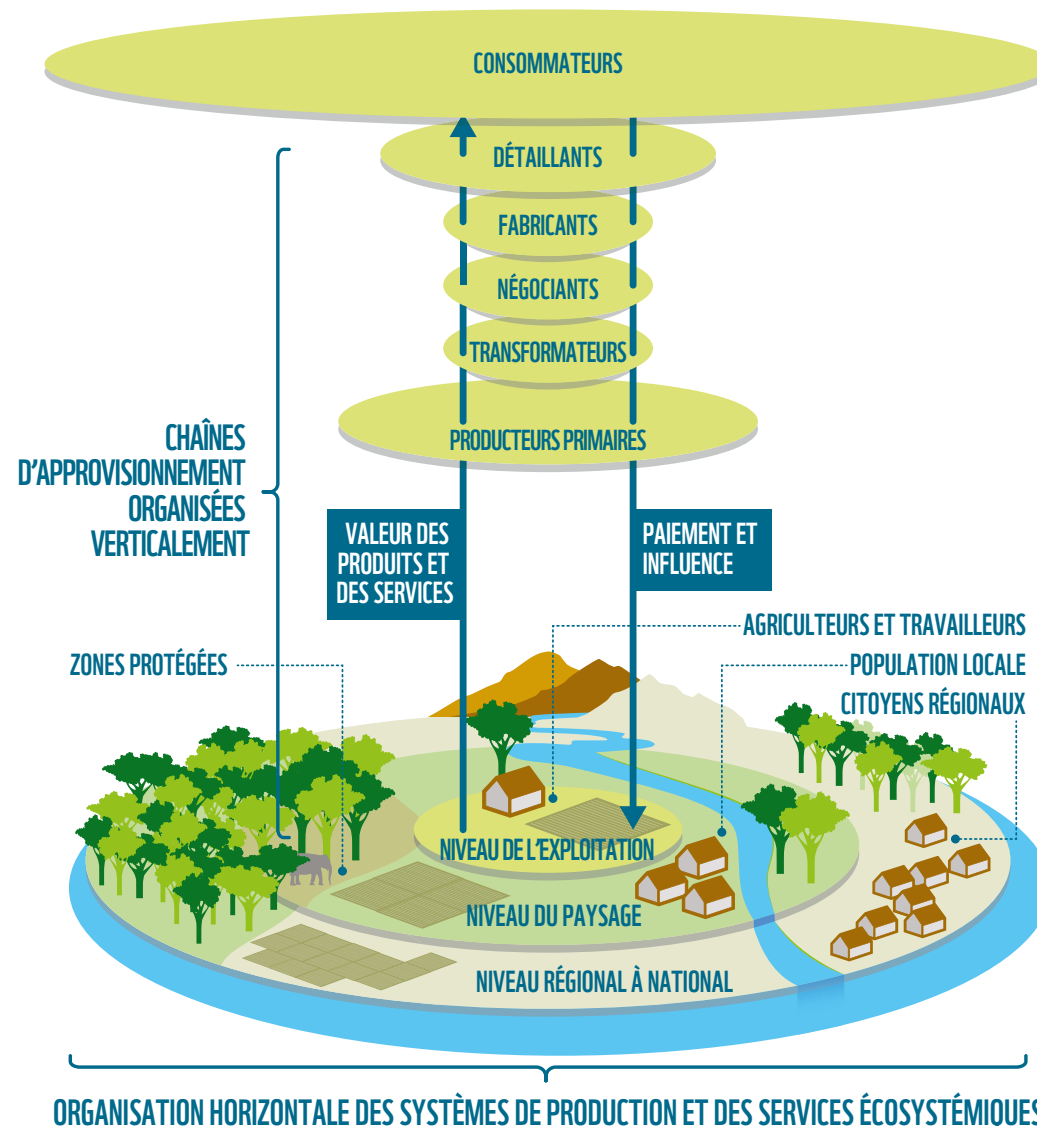 CONSOMMATEURS
DÉTAILLANTS
FABRICANTS
NÉGOCIANTS
TRANSFORMATEURS
PRODUCTEURS PRIMAIRES
CHAÎNES
D'APPROVISIONNEMENT
ORGANISÉES
VERTICALEMENT
VALEUR DES
PRODUITS ET
DES SERVICES
PAIEMENT ET
INFLUENCE
AGRICULTEURS ET TRAVAILLEURS
ZONES PROTÉGÉES
POPULATION LOCALE
CITOYENS RÉGIONAUX
NIVEAU DE L'EXPLOITATION
NIVEAU DU PAYSAGE
NIVEAU RÉGIONAL À NATIONAL
ORGANISATION HORIZONTALE DES SYSTÈMES DE PRODUCTION ET DES SERVICES ÉCOSYSTÉMIQUES